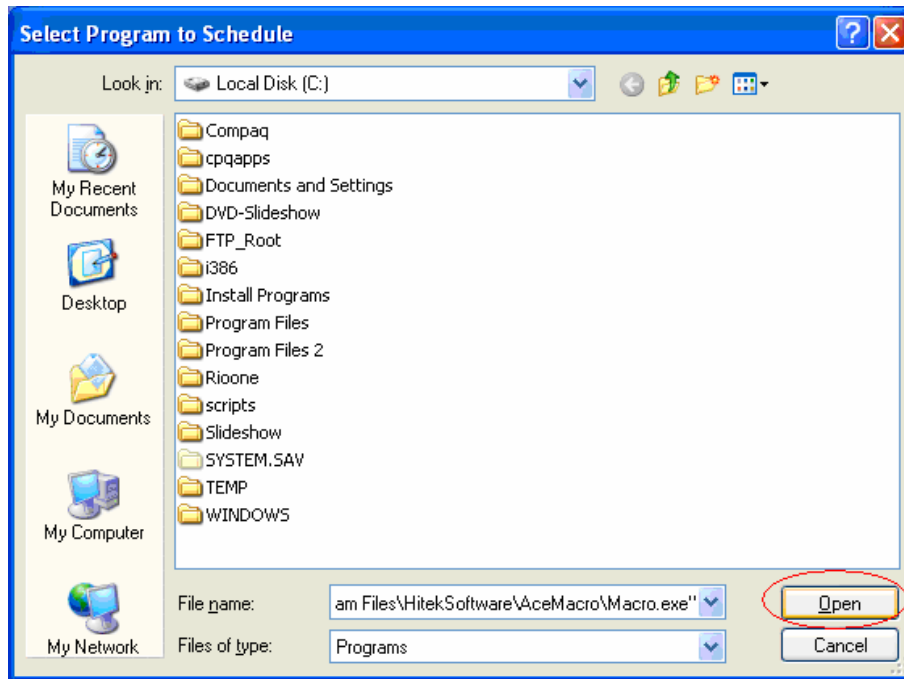 Select Program to Schedule
Look in:
Local Disk (C:)
My Recent
Documents
Desktop
My Documents
My Computer
My Network
Compaq
cpqapps
Documents and Settings
DVD-Slideshow
FTP_Root
i386
Install Programs
Program Files
Program Files 2
Rioone
scripts
Slideshow
SYSTEM.SAV
TEMP
WINDOWS
File name:
am Files\HitekSoftware\AceMacro\Macro.exe"
Open
Files of type:
Programs
Cancel